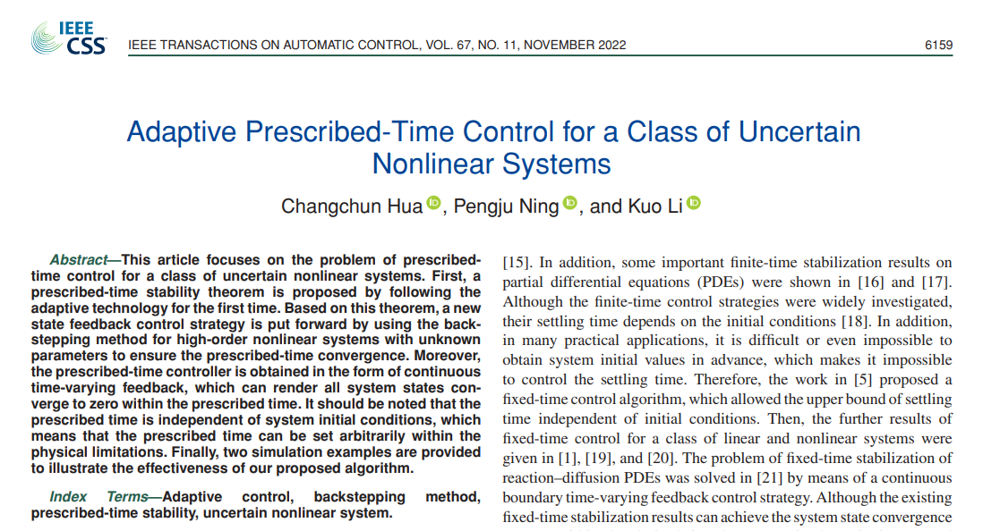 IEEE
CSS
IEEE TRANSACTIONS ON AUTOMATIC CONTROL, VOL. 67, NO. 11, NOVEMBER 2022
6159
Adaptive Prescribed-Time Control for a Class of Uncertain
Nonlinear Systems
Changchun Hua iD, Pengju Ning iD, and Kuo Li iD
Abstract—This article focuses on the problem of prescribed-
time control for a class of uncertain nonlinear systems. First, a
prescribed-time stability theorem is proposed by following the
adaptive technology for the first time. Based on this theorem, a new
state feedback control strategy is put forward by using the back-
stepping method for high-order nonlinear systems with unknown
parameters to ensure the prescribed-time convergence. Moreover,
the prescribed-time controller is obtained in the form of continuous
time-varying feedback, which can render all system states con-
verge to zero within the prescribed time. It should be noted that the
prescribed time is independent of system initial conditions, which
means that the prescribed time can be set arbitrarily within the
physical limitations. Finally, two simulation examples are provided
to illustrate the effectiveness of our proposed algorithm.
Index Terms—Adaptive control, backstepping method,
prescribed-time stability, uncertain nonlinear system.
[15]. In addition, some important finite-time stabilization results on
partial differential equations (PDEs) were shown in [16] and [17].
Although the finite-time control strategies were widely investigated,
their settling time depends on the initial conditions [18]. In addition,
in many practical applications, it is difficult or even impossible to
obtain system initial values in advance, which makes it impossible
to control the settling time. Therefore, the work in [5] proposed a
fixed-time control algorithm, which allowed the upper bound of settling
time independent of initial conditions. Then, the further results of
fixed-time control for a class of linear and nonlinear systems were
given in [1], [19], and [20]. The problem of fixed-time stabilization of
reaction–diffusion PDEs was solved in [21] by means of a continuous
boundary time-varying feedback control strategy. Although the existing
fixed-time stabilization results can achieve the system state convergence